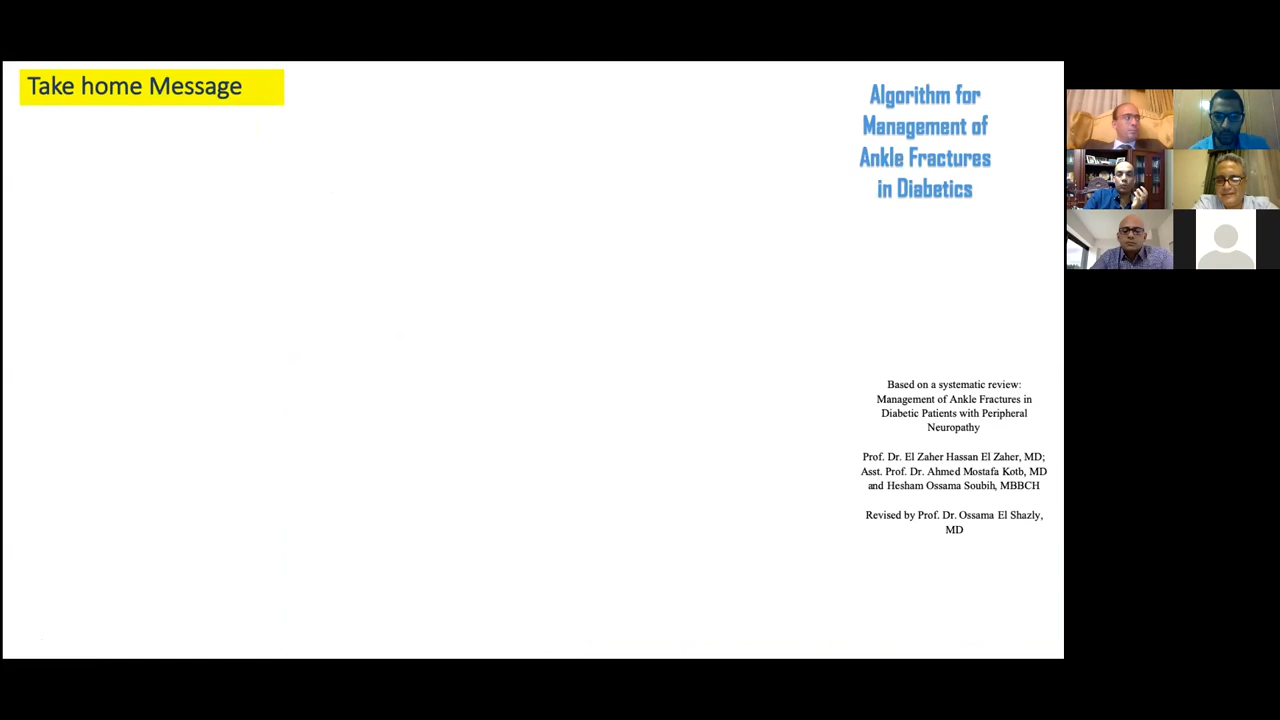 Take home Message
Algorithm for
Management of
Ankle Fractures
in Diabetics
Based on a systematic review:
Management of Ankle Fractures in
Diabetic Patients with Peripheral
Neuropathy
Prof. Dr. El Zaher Hassan El Zaher, MD;
Asst. Prof. Dr. Ahmed Mostafa Kotb, MD
and Hesham Ossama Soubih, MBBCH
Revised by Prof. Dr. Ossama El Shazly,
MD